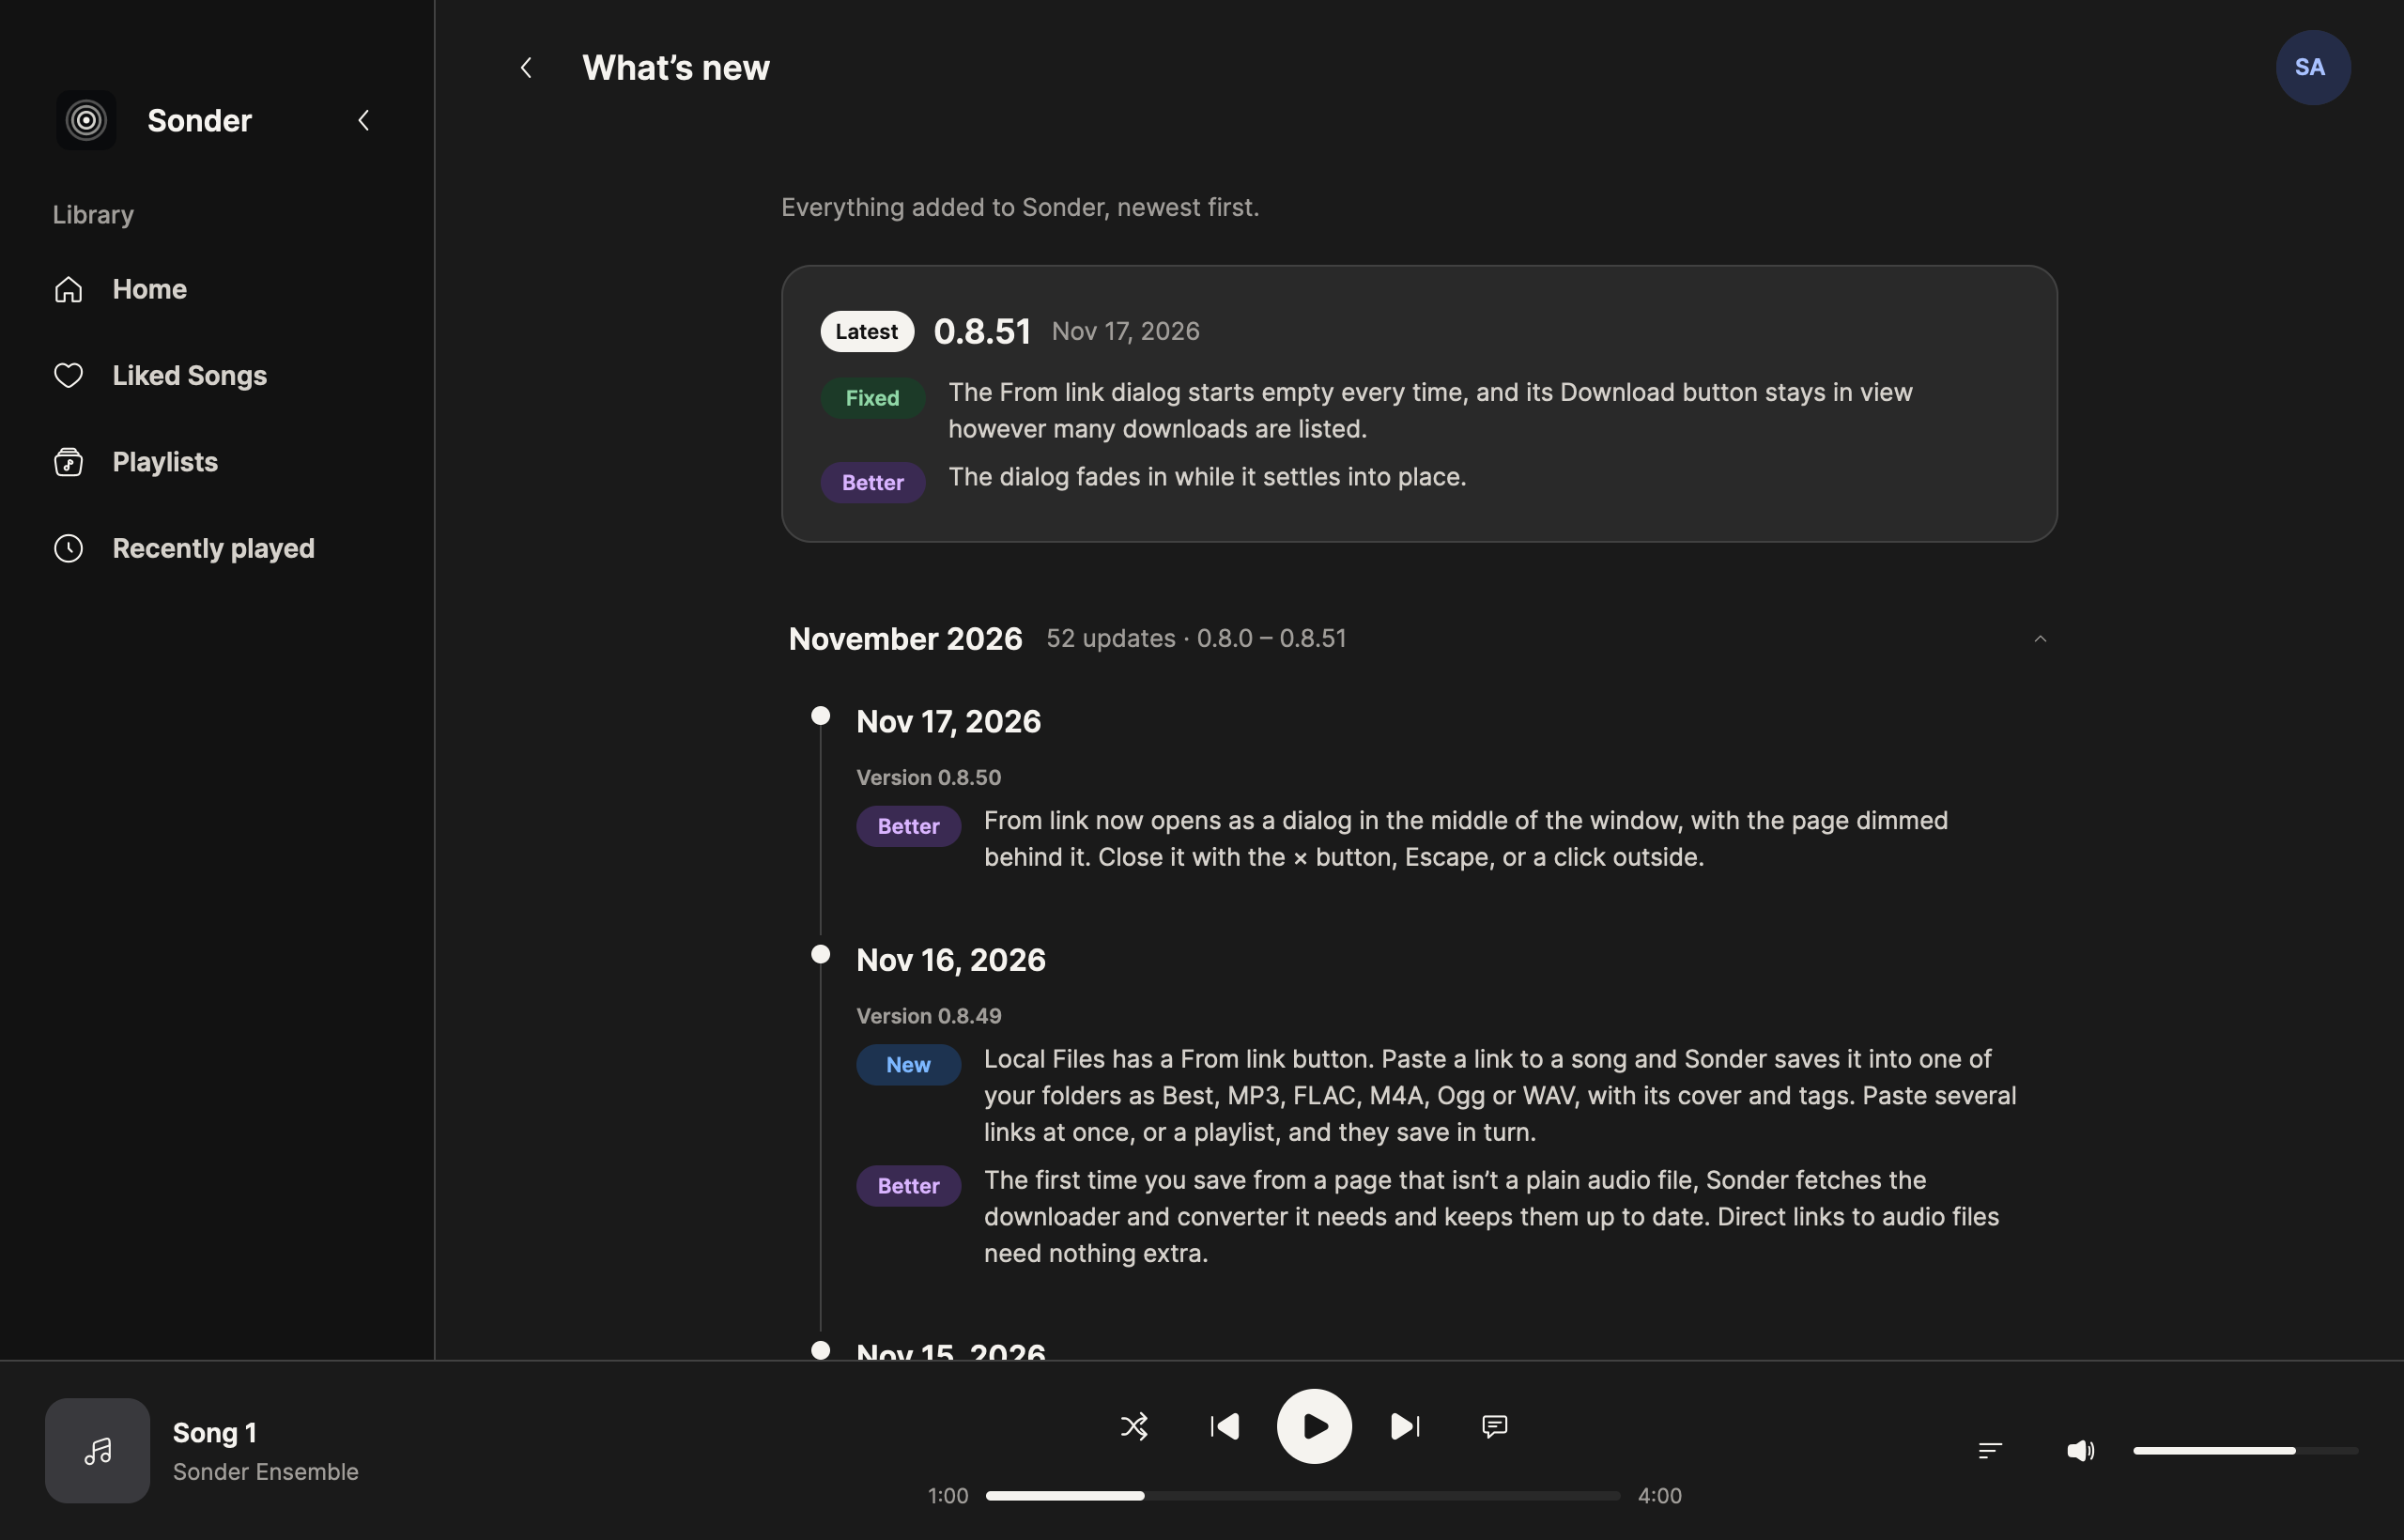 Sonder
Library
Home
Liked Songs
Playlists
Recently played
What’s new
SA
Everything added to Sonder, newest first.
Latest 0.8.51 Nov 17, 2026
Fixed The From link dialog starts empty every time, and its Download button stays in view
however many downloads are listed.
Better The dialog fades in while it settles into place.
November 2026 52 updates · 0.8.0 – 0.8.51
Nov 17, 2026
Version 0.8.50
Better From link now opens as a dialog in the middle of the window, with the page dimmed
behind it. Close it with the × button, Escape, or a click outside.
Nov 16, 2026
Version 0.8.49
New Local Files has a From link button. Paste a link to a song and Sonder saves it into one of
your folders as Best, MP3, FLAC, M4A, Ogg or WAV, with its cover and tags. Paste several
links at once, or a playlist, and they save in turn.
Better The first time you save from a page that isn’t a plain audio file, Sonder fetches the
downloader and converter it needs and keeps them up to date. Direct links to audio files
need nothing extra.
Nov 15, 2026
Song 1
Sonder Ensemble
1:00
4:00